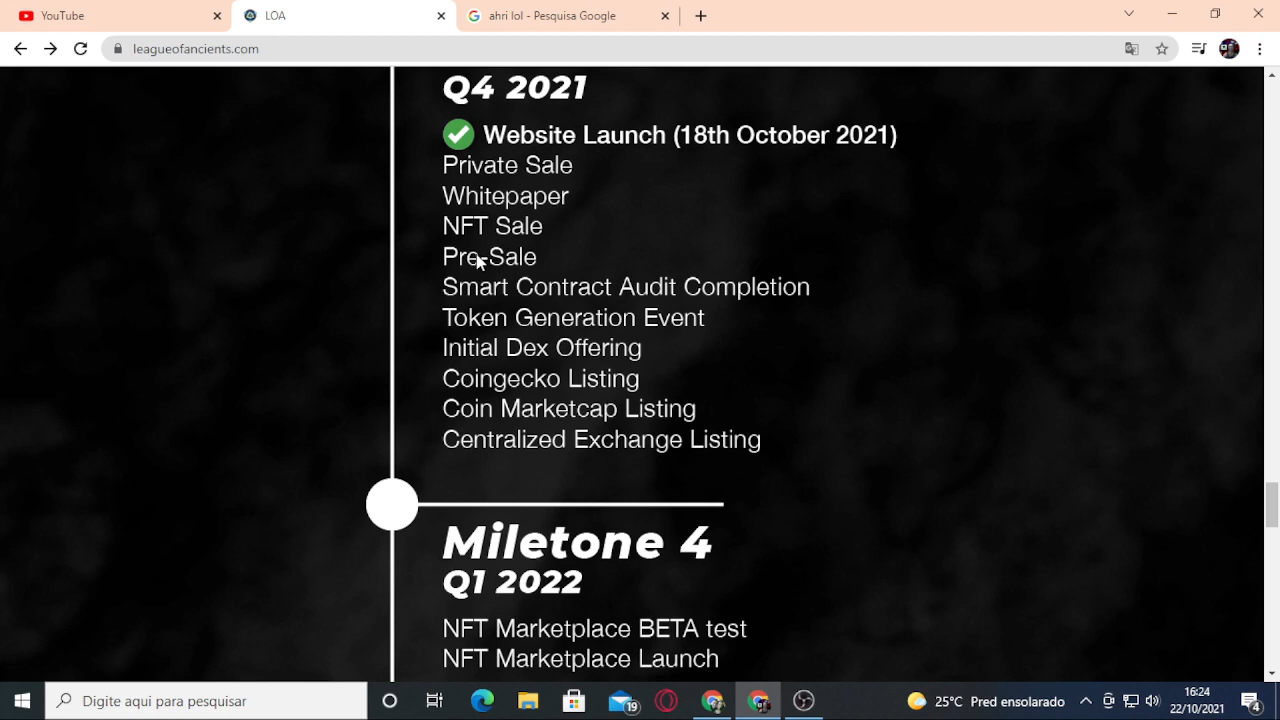 YouTube
LOA
ahri lol - Pesquisa Google
leagueofancients.com
Q4 2021
Website Launch (18th October 2021)
Private Sale
Whitepaper
NFT Sale
Pre-Sale
Smart Contract Audit Completion
Token Generation Event
Initial Dex Offering
Coingecko Listing
Coin Marketcap Listing
Centralized Exchange Listing
Miletone 4
Q1 2022
NFT Marketplace BETA test
NFT Marketplace Launch
Digite aqui para pesquisar
19
25°C Pred ensolarado
16:24
22/10/2021
4